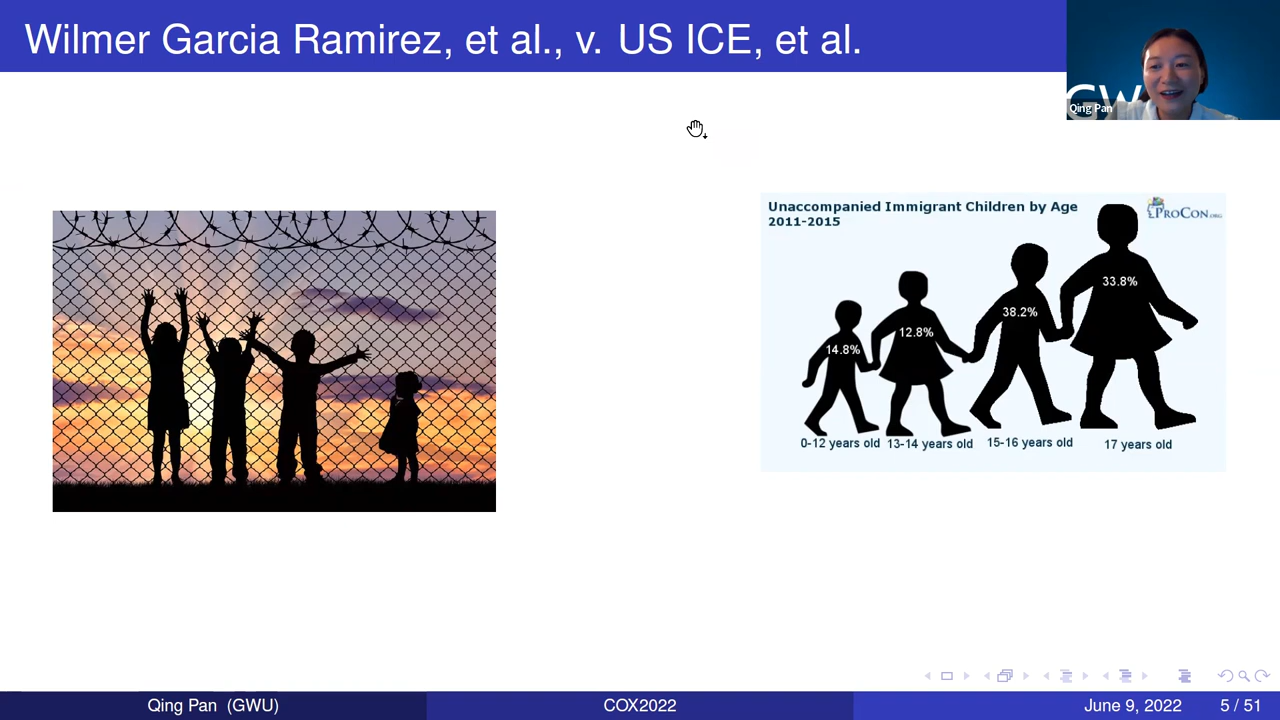 Wilmer Garcia Ramirez, et al., v. US ICE, et al.
GW
Qing Pan
Unaccompanied Immigrant Children by Age
2011-2015
PROCON.ORG
14.8%
12.8%
38.2%
33.8%
0-12 years old
13-14 years old
15-16 years old
17 years old
Qing Pan (GWU)
COX2022
June 9, 2022
5 / 51